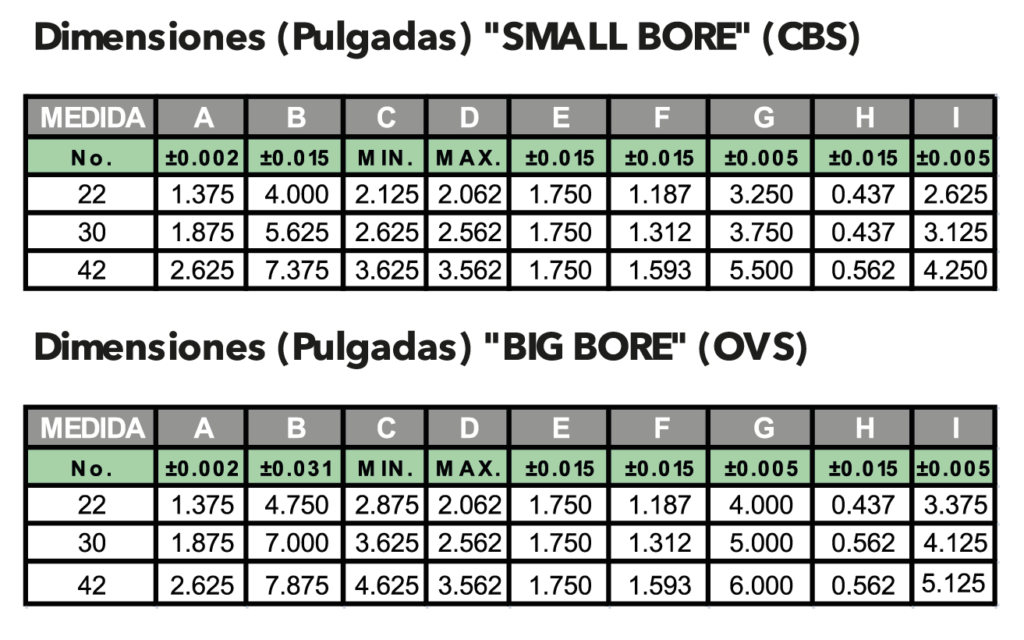 Dimensiones (Pulgadas) "SMALL BORE" (CBS)
MEDIDA A B C D E F G H I
No. ±0.002 ±0.015 MIN. MAX. ±0.015 ±0.015 ±0.005 ±0.015 ±0.005
22 1.375 4.000 2.125 2.062 1.750 1.187 3.250 0.437 2.625
30 1.875 5.625 2.625 2.562 1.750 1.312 3.750 0.437 3.125
42 2.625 7.375 3.625 3.562 1.750 1.593 5.500 0.562 4.250
Dimensiones (Pulgadas) "BIG BORE" (OVS)
MEDIDA A B C D E F G H I
No. ±0.002 ±0.031 MIN. MAX. ±0.015 ±0.015 ±0.005 ±0.015 ±0.005
22 1.375 4.750 2.875 2.062 1.750 1.187 4.000 0.437 3.375
30 1.875 7.000 3.625 2.562 1.750 1.312 5.000 0.562 4.125
42 2.625 7.875 4.625 3.562 1.750 1.593 6.000 0.562 5.125